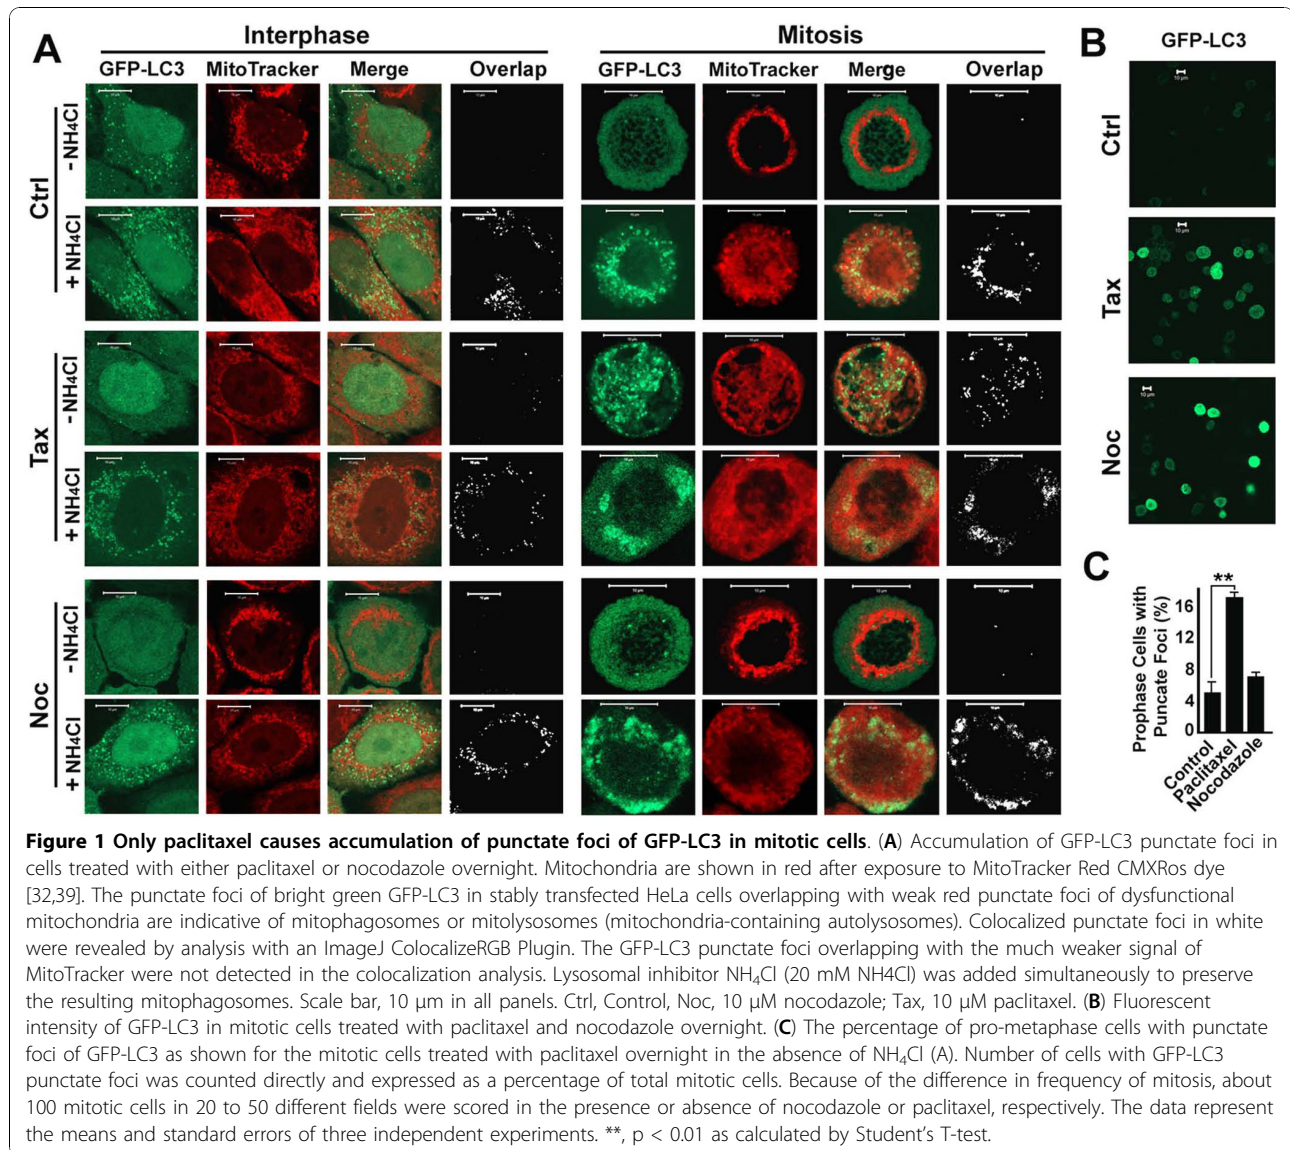 A
Interphase
Mitosis
GFP-LC3 MitoTracker Merge Overlap
GFP-LC3 MitoTracker Merge Overlap
Ctrl
- NH4Cl
+ NH4Cl
Tax
- NH4Cl
+ NH4Cl
Noc
- NH4Cl
+ NH4Cl
B
GFP-LC3
Ctrl
10 µm
Tax
10 µm
Noc
10 µm
C
Prophase Cells with
Puncate Foci (%)
16
12
8
4
0
**
Control
Paclitaxel
Nocodazole
Figure 1 Only paclitaxel causes accumulation of punctate foci of GFP-LC3 in mitotic cells. (A) Accumulation of GFP-LC3 punctate foci in
cells treated with either paclitaxel or nocodazole overnight. Mitochondria are shown in red after exposure to MitoTracker Red CMXRos dye
[32,39]. The punctate foci of bright green GFP-LC3 in stably transfected HeLa cells overlapping with weak red punctate foci of dysfunctional
mitochondria are indicative of mitophagosomes or mitolysosomes (mitochondria-containing autolysosomes). Colocalized punctate foci in white
were revealed by analysis with an ImageJ ColocalizeRGB Plugin. The GFP-LC3 punctate foci overlapping with the much weaker signal of
MitoTracker were not detected in the colocalization analysis. Lysosomal inhibitor NH₄Cl (20 mM NH4Cl) was added simultaneously to preserve
the resulting mitophagosomes. Scale bar, 10 μm in all panels. Ctrl, Control, Noc, 10 μM nocodazole; Tax, 10 μM paclitaxel. (B) Fluorescent
intensity of GFP-LC3 in mitotic cells treated with paclitaxel and nocodazole overnight. (C) The percentage of pro-metaphase cells with punctate
foci of GFP-LC3 as shown for the mitotic cells treated with paclitaxel overnight in the absence of NH₄Cl (A). Number of cells with GFP-LC3
punctate foci was counted directly and expressed as a percentage of total mitotic cells. Because of the difference in frequency of mitosis, about
100 mitotic cells in 20 to 50 different fields were scored in the presence or absence of nocodazole or paclitaxel, respectively. The data represent
the means and standard errors of three independent experiments. **, p < 0.01 as calculated by Student's T-test.